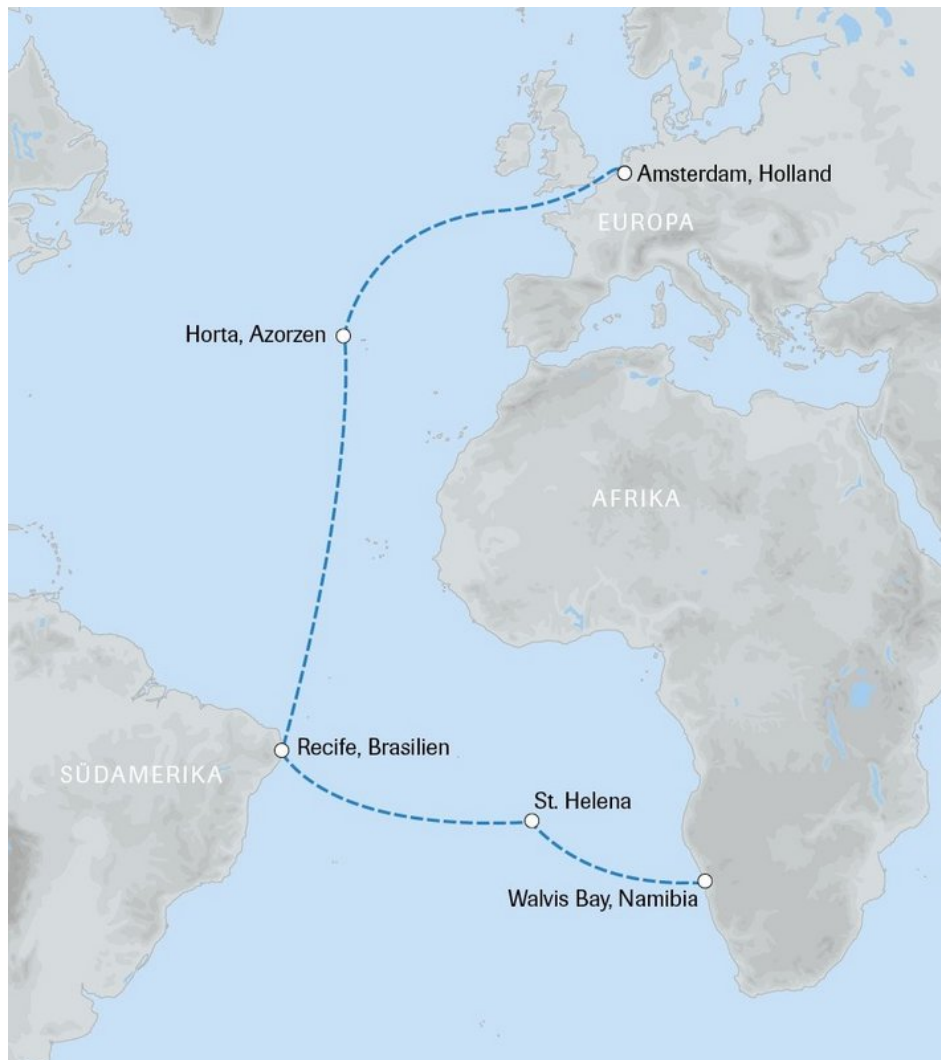 Amsterdam, Holland
EUROPA
Horta, Azorzen
AFRIKA
Recife, Brasilien
SÜDAMERIKA
St. Helena
Walvis Bay, Namibia